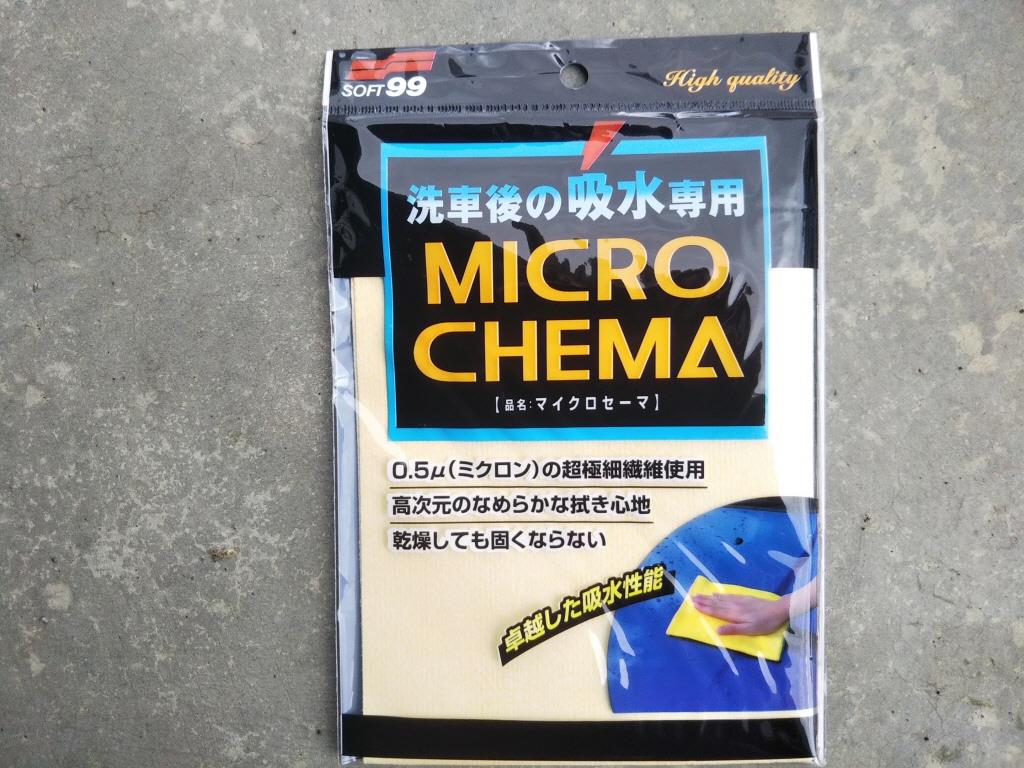 SOFT99
High quality
洗車後の吸水専用
MICRO
CHEMA
【品名:マイクロセーマ】
0.5μ(ミクロン)の超極細繊維使用
高次元のなめらかな拭き心地
乾燥しても固くならない
卓越した吸水性能